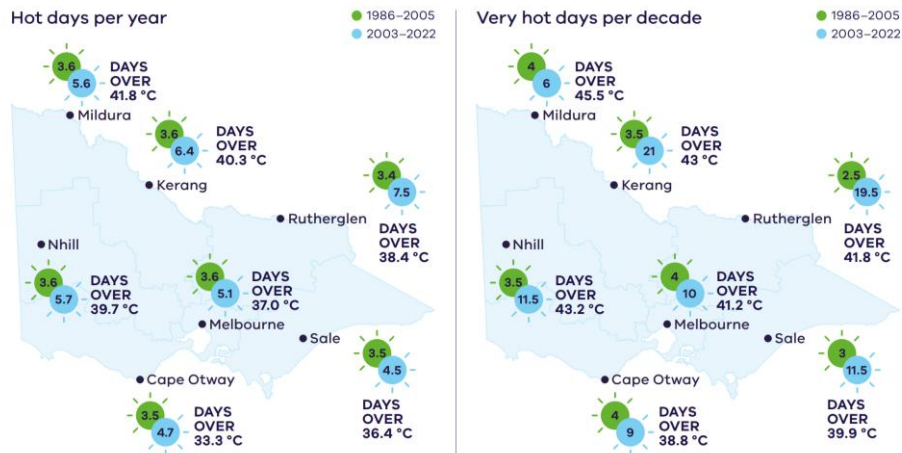 Hot days per year
1986–2005
2003–2022
3.6
5.6
DAYS
OVER
41.8 °C
Mildura
3.6
6.4
DAYS
OVER
40.3 °C
Kerang
3.4
7.5
DAYS
OVER
38.4 °C
Rutherglen
Nhill
3.6
5.7
DAYS
OVER
39.7 °C
3.6
5.1
DAYS
OVER
37.0 °C
Melbourne
Sale
3.5
4.5
DAYS
OVER
36.4 °C
Cape Otway
3.5
4.7
DAYS
OVER
33.3 °C
Very hot days per decade
1986–2005
2003–2022
4
6
DAYS
OVER
45.5 °C
Mildura
3.5
21
DAYS
OVER
43 °C
Kerang
2.5
19.5
DAYS
OVER
41.8 °C
Rutherglen
Nhill
3.5
11.5
DAYS
OVER
43.2 °C
4
10
DAYS
OVER
41.2 °C
Melbourne
Sale
3
11.5
DAYS
OVER
39.9 °C
Cape Otway
4
9
DAYS
OVER
38.8 °C